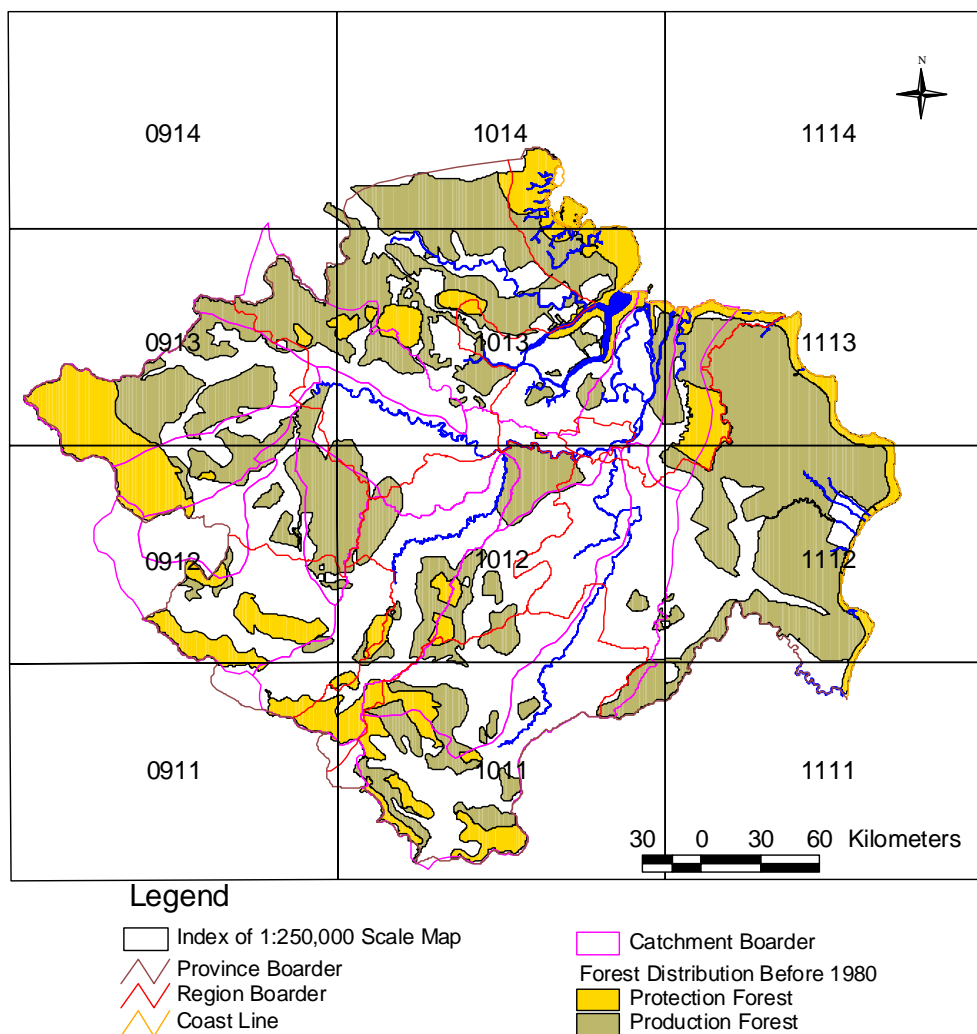 N
0914 1014 1114
0913 1013 1113
0912 1012 1112
0911 1011 1111
30 0 30 60 Kilometers
Legend
Index of 1:250,000 Scale Map
Province Boarder
Region Boarder
Coast Line
Catchment Boarder
Forest Distribution Before 1980
Protection Forest
Production Forest